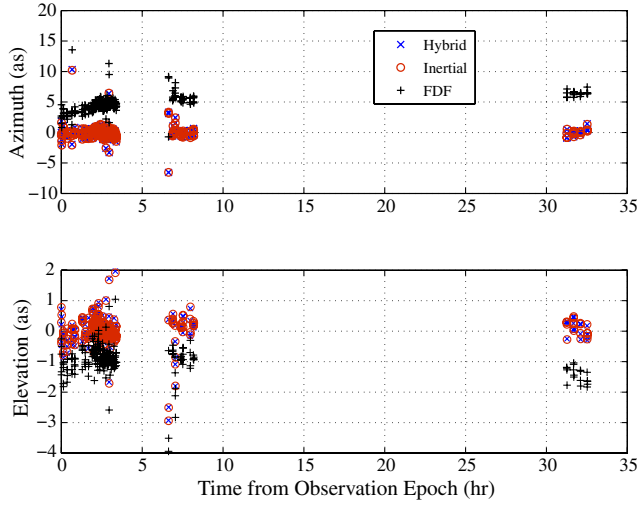 20
15
10
5
0
−5
−10
Azimuth (as)
Hybrid
Inertial
FDF
0 5 10 15 20 25 30 35
2
1
0
−1
−2
−3
−4
Elevation (as)
0 5 10 15 20 25 30 35
Time from Observation Epoch (hr)